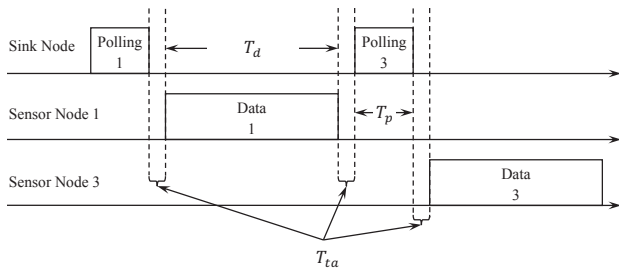 Sink Node
Polling
1
T_d
Polling
3
Sensor Node 1
Data
1
T_p
Sensor Node 3
Data
3
T_ta